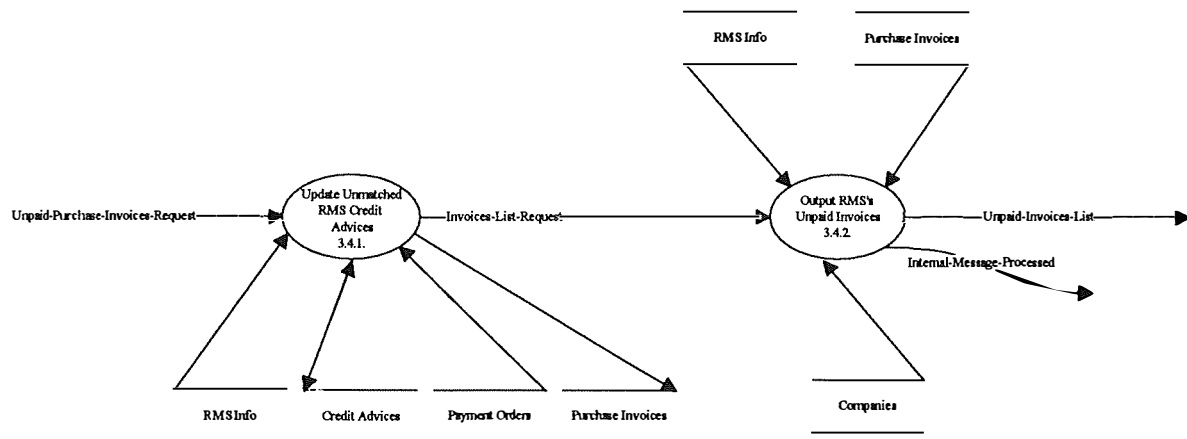 RMS Info
Purchase Invoices
Update Unmatched
RMS Credit
Advices
3.4.1.
Output RMS's
Unpaid Invoices
3.4.2.
Unpaid-Purchase-Invoices-Request
Invoices-List-Request
Unpaid-Invoices-List
Internal-Message-Processed
RMS Info
Credit Advices
Payment Orders
Purchase Invoices
Companies